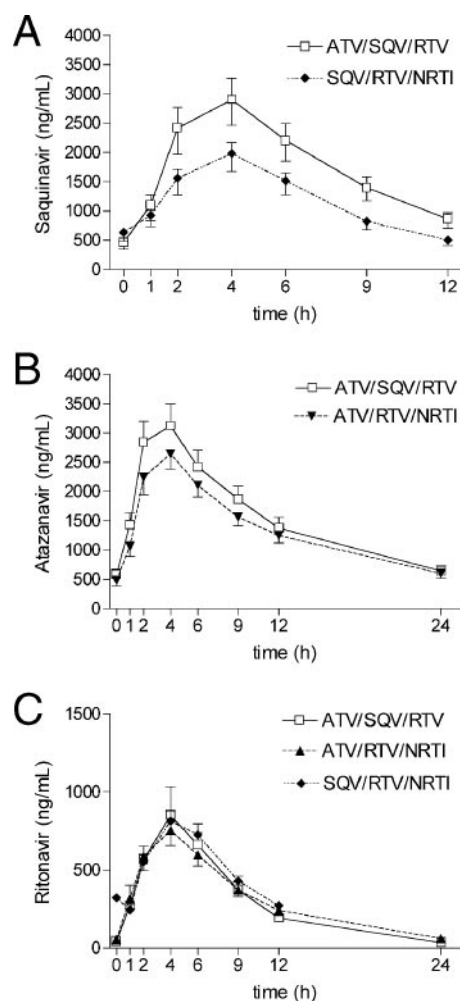 A
ATV/SQV/RTV
SQV/RTV/NRTI
Saquinavir (ng/mL)
4000
3500
3000
2500
2000
1500
1000
500
0
0 1 2 4 6 9 12
time (h)
B
ATV/SQV/RTV
ATV/RTV/NRTI
Atazanavir (ng/mL)
4000
3500
3000
2500
2000
1500
1000
500
0
0 1 2 4 6 9 12 24
time (h)
C
ATV/SQV/RTV
ATV/RTV/NRTI
SQV/RTV/NRTI
Ritonavir (ng/mL)
1500
1000
500
0
0 1 2 4 6 9 12 24
time (h)